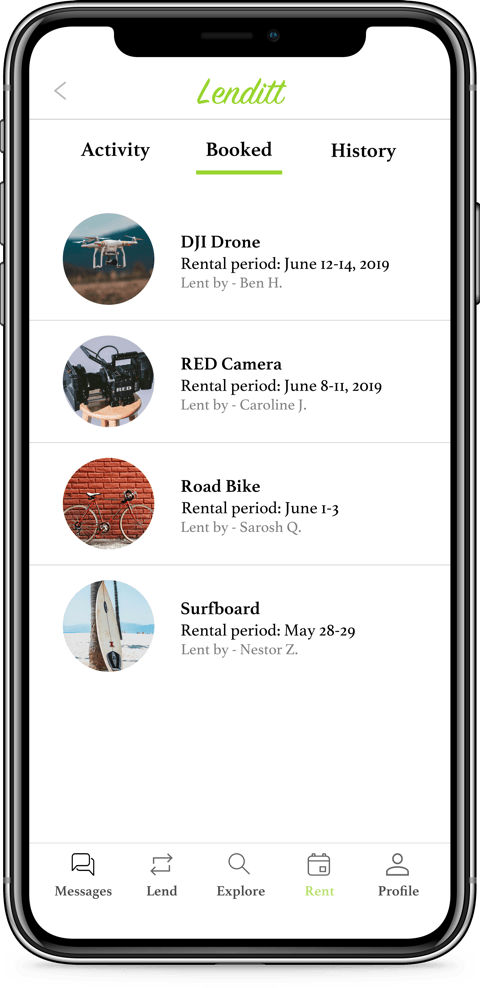 Lenditt
Activity
Booked
History
DJI Drone
Rental period: June 12-14, 2019
Lent by - Ben H.
RED Camera
Rental period: June 8-11, 2019
Lent by - Caroline J.
RED
Road Bike
Rental period: June 1-3
Lent by - Sarosh Q.
Surfboard
Rental period: May 28-29
Lent by - Nestor Z.
Messages
Lend
Explore
Rent
Profile